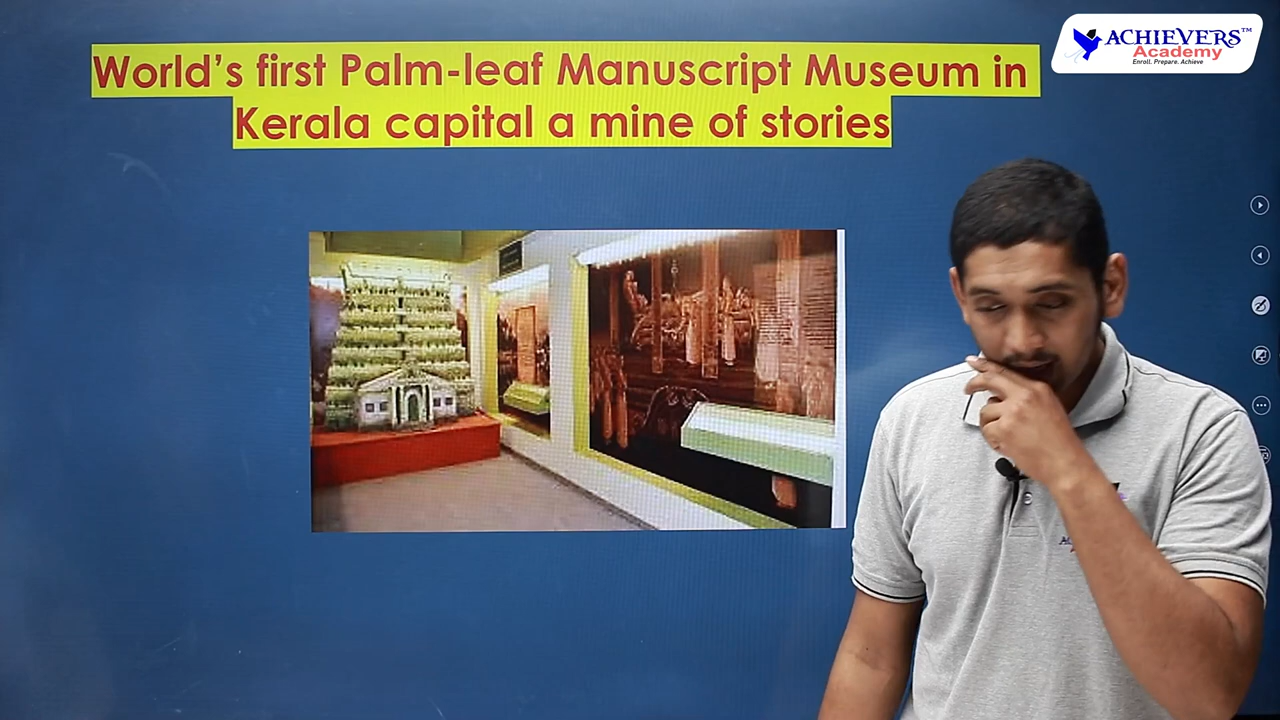 World's first Palm-leaf Manuscript Museum in
Kerala capital a mine of stories
ACHIEVERS™
Academy
Enroll. Prepare. Achieve